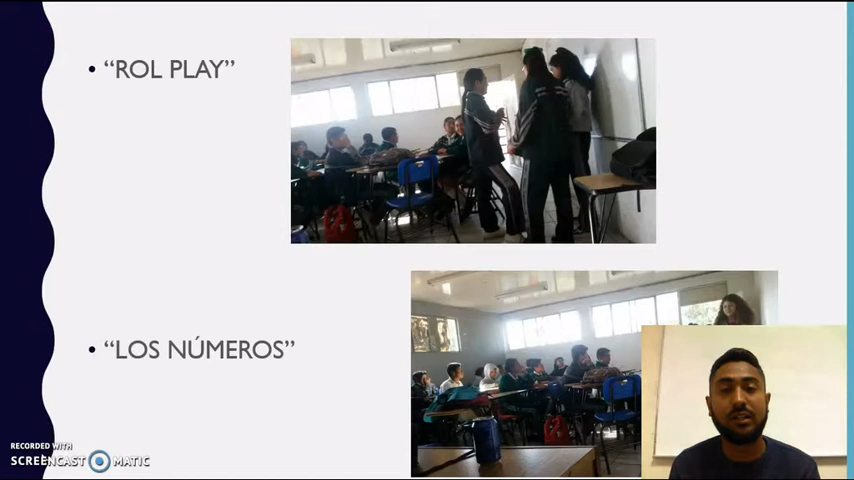 • “ROL PLAY”
• “LOS NÚMEROS”
RECORDED WITH
SCREENCAST MATIC